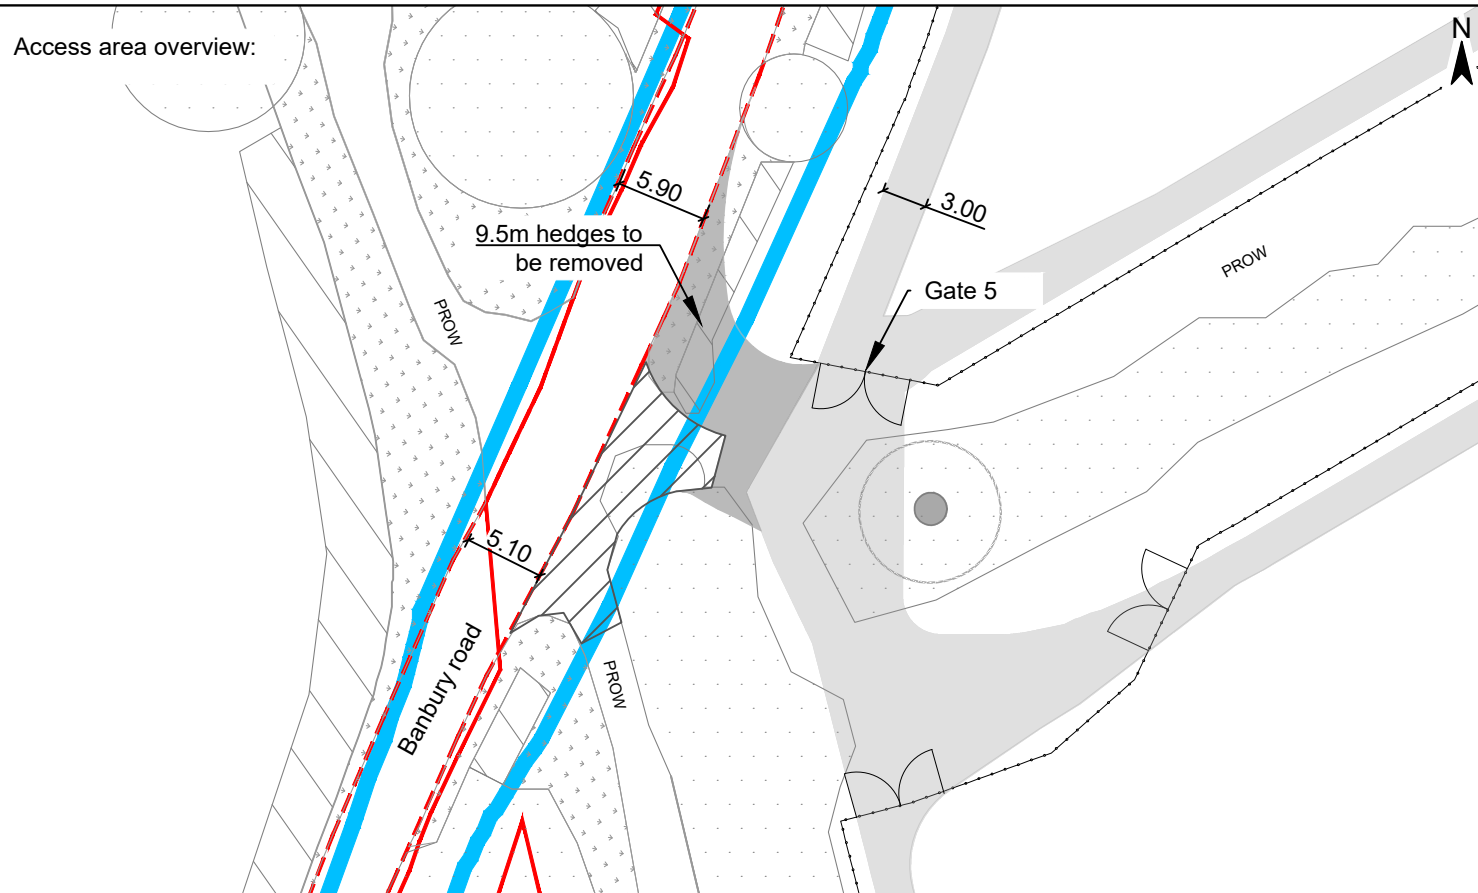 Access area overview:
N
5.90
3.00
9.5m hedges to
be removed
PROW
Gate 5
PROW
5.10
Banbury road
PROW